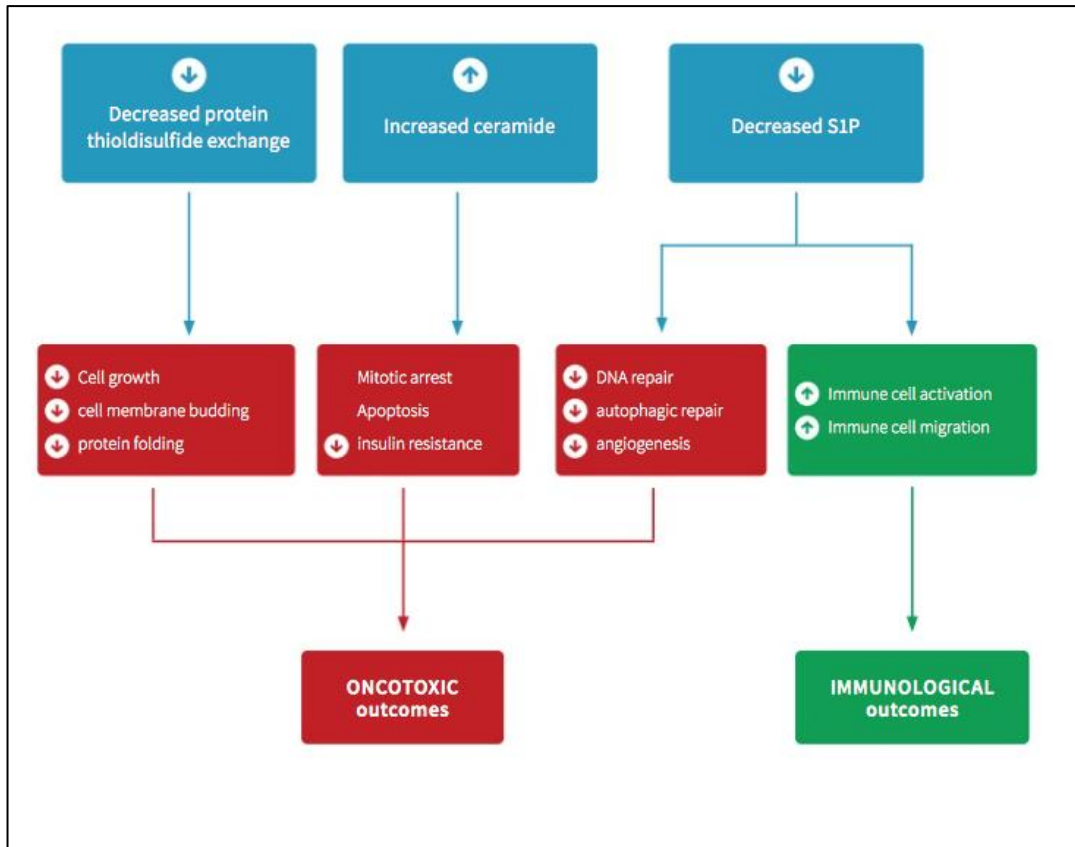 Decreased protein
thioldisulfide exchange
Increased ceramide
Decreased S1P
Cell growth
cell membrane budding
protein folding
Mitotic arrest
Apoptosis
insulin resistance
DNA repair
autophagic repair
angiogenesis
Immune cell activation
Immune cell migration
ONCOTOXIC
outcomes
IMMUNOLOGICAL
outcomes